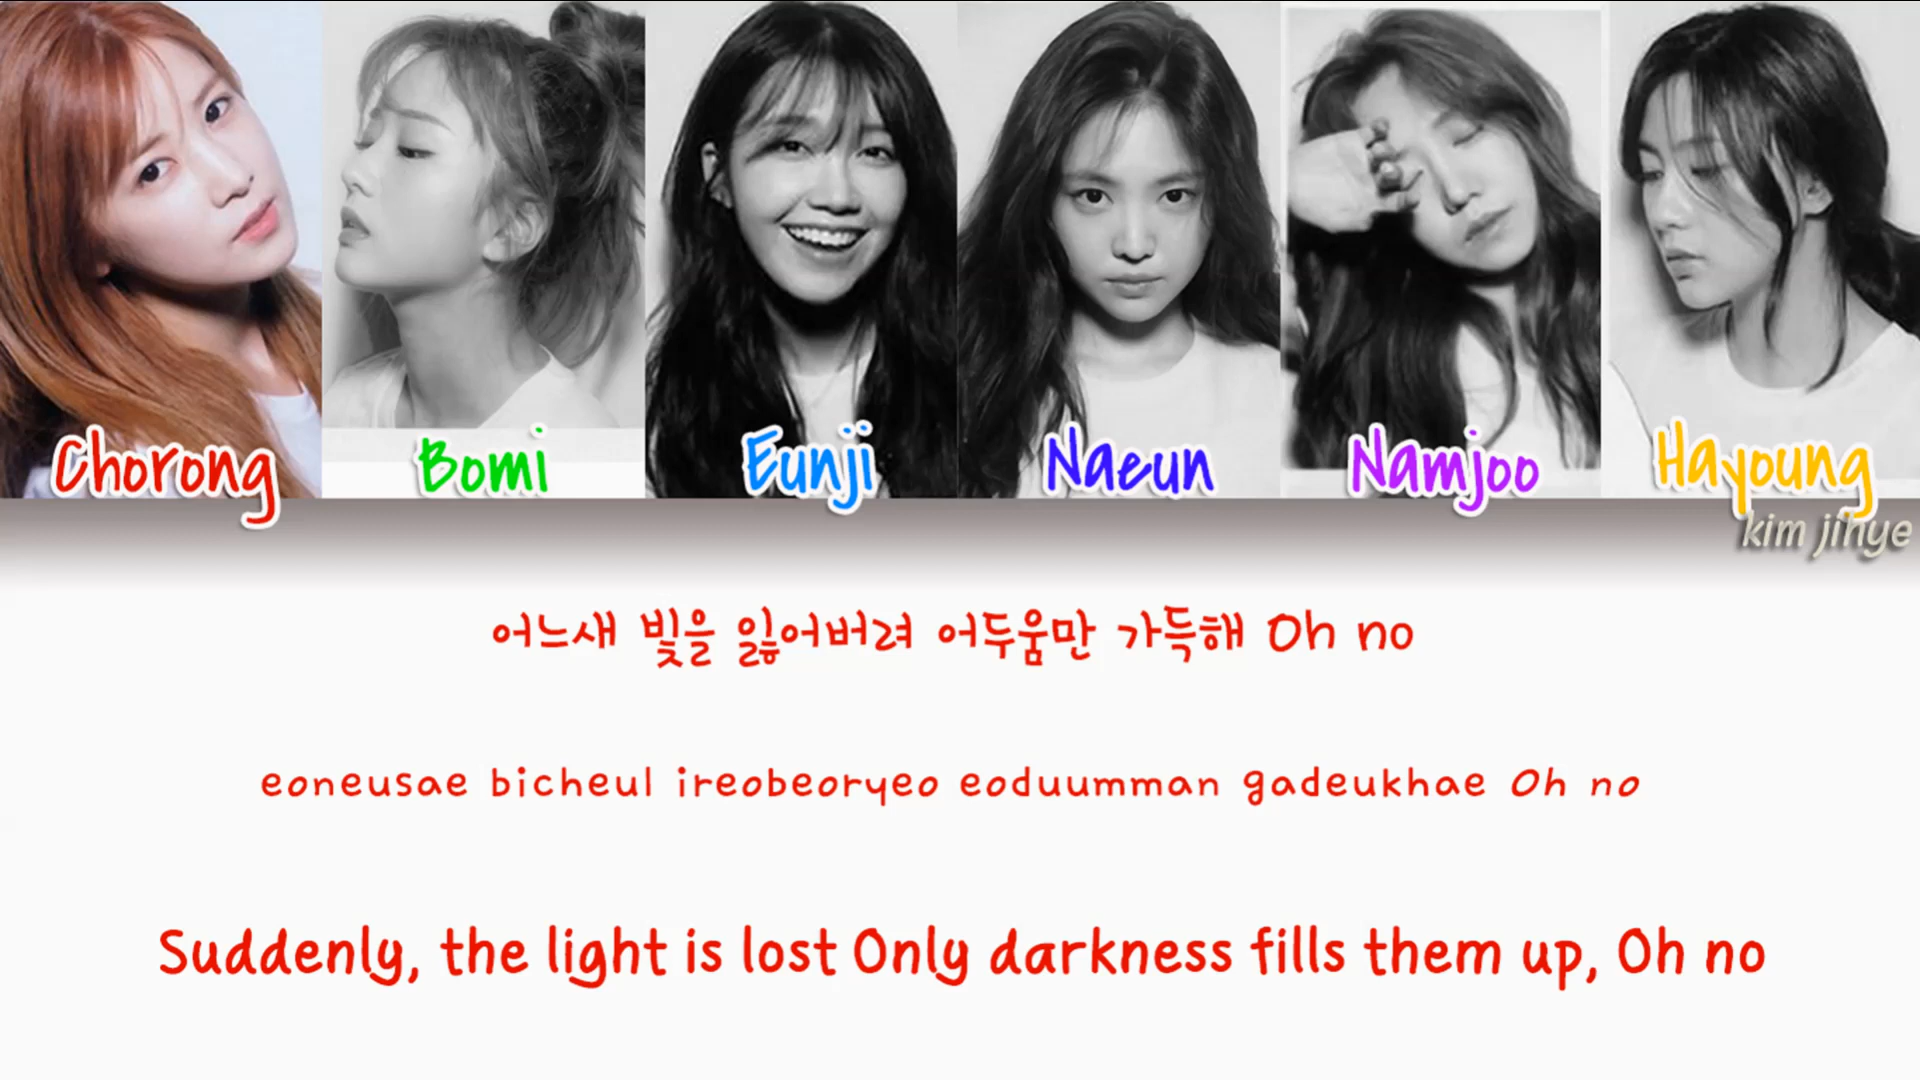 Chorong Bomi Eunji Naeun Namjoo Hayoung
kim jihye
어느새 빛을 잃어버려 어두움만 가득해 Oh no
eoneusae bicheul ireobeoryeo eoduumman gadeukhae Oh no
Suddenly, the light is lost Only darkness fills them up, Oh no